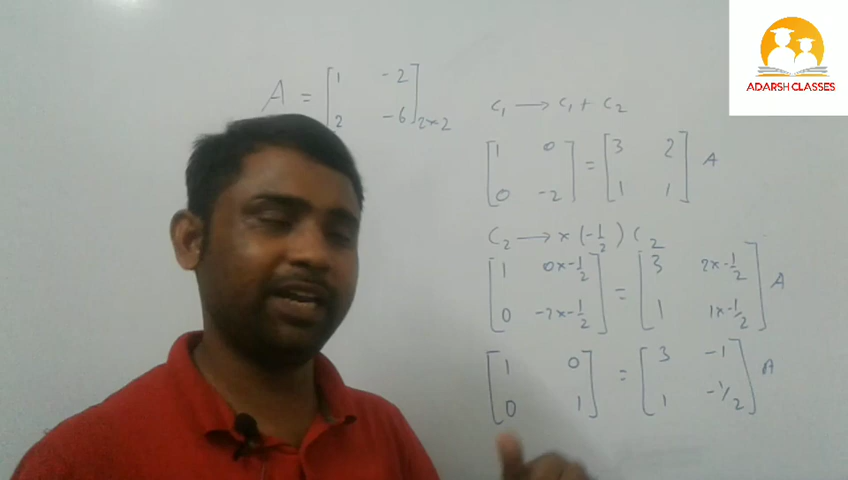 ADARSH CLASSES
A = [1 -2
2 -6]2×2
C1 → C1 + C2
[1 0
0 -2] = [3 2
1 1] A
C2 → × (-1/2) C2
[1 0×-1/2
0 -2×-1/2] = [3 2×-1/2
1 1×-1/2] A
[1 0
0 1] = [3 -1
1 -1/2] A